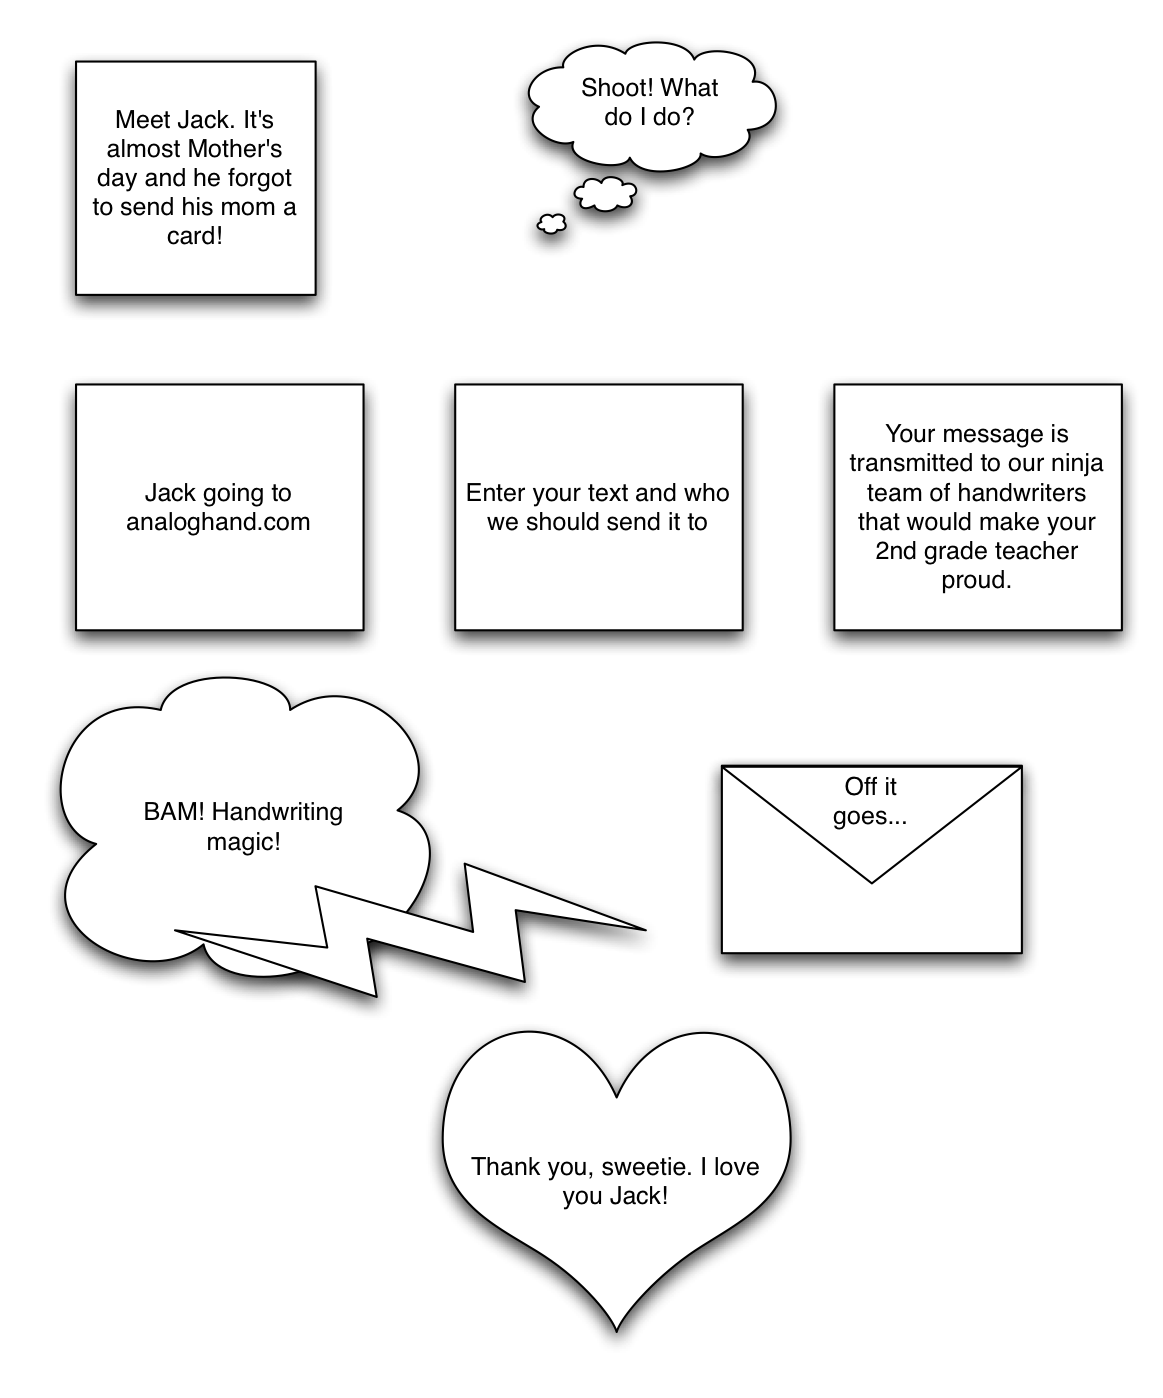 Meet Jack. It's
almost Mother's
day and he forgot
to send his mom a
card!
Shoot! What
do I do?
Jack going to
analoghand.com
Enter your text and who
we should send it to
Your message is
transmitted to our ninja
team of handwriters
that would make your
2nd grade teacher
proud.
BAM! Handwriting
magic!
Off it
goes...
Thank you, sweetie. I love
you Jack!